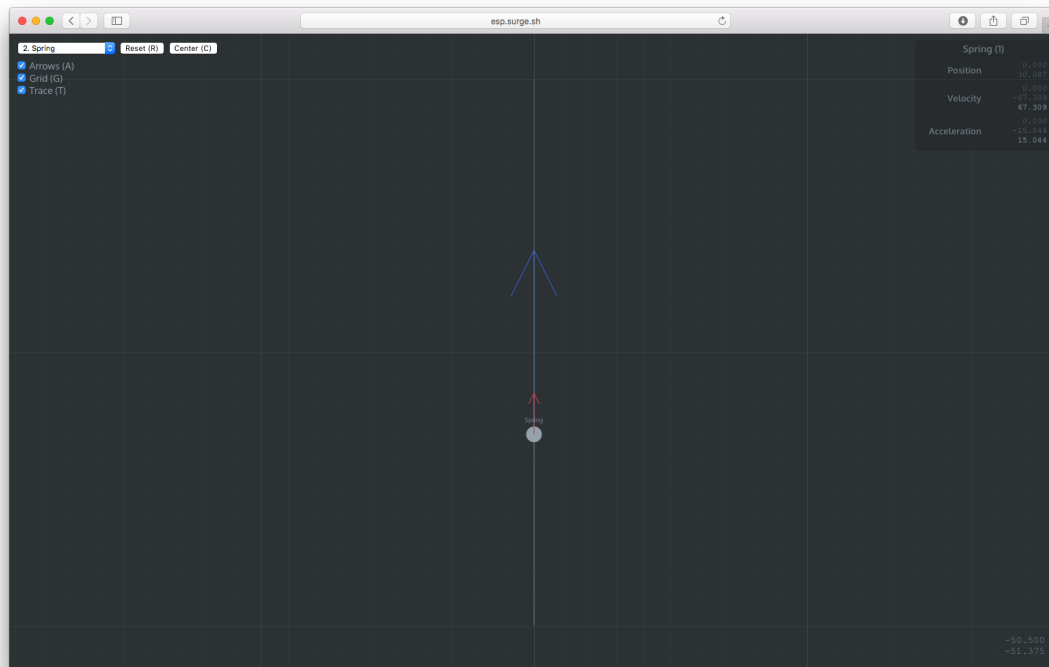 esp.surge.sh
2. Spring
Reset (R)
Center (C)
Arrows (A)
Grid (G)
Trace (T)
Spring (1)
Position
0.000
30.087
Velocity
0.000
-67.309
67.309
Acceleration
0.000
-15.044
15.044
Spring
-50.500
-51.375